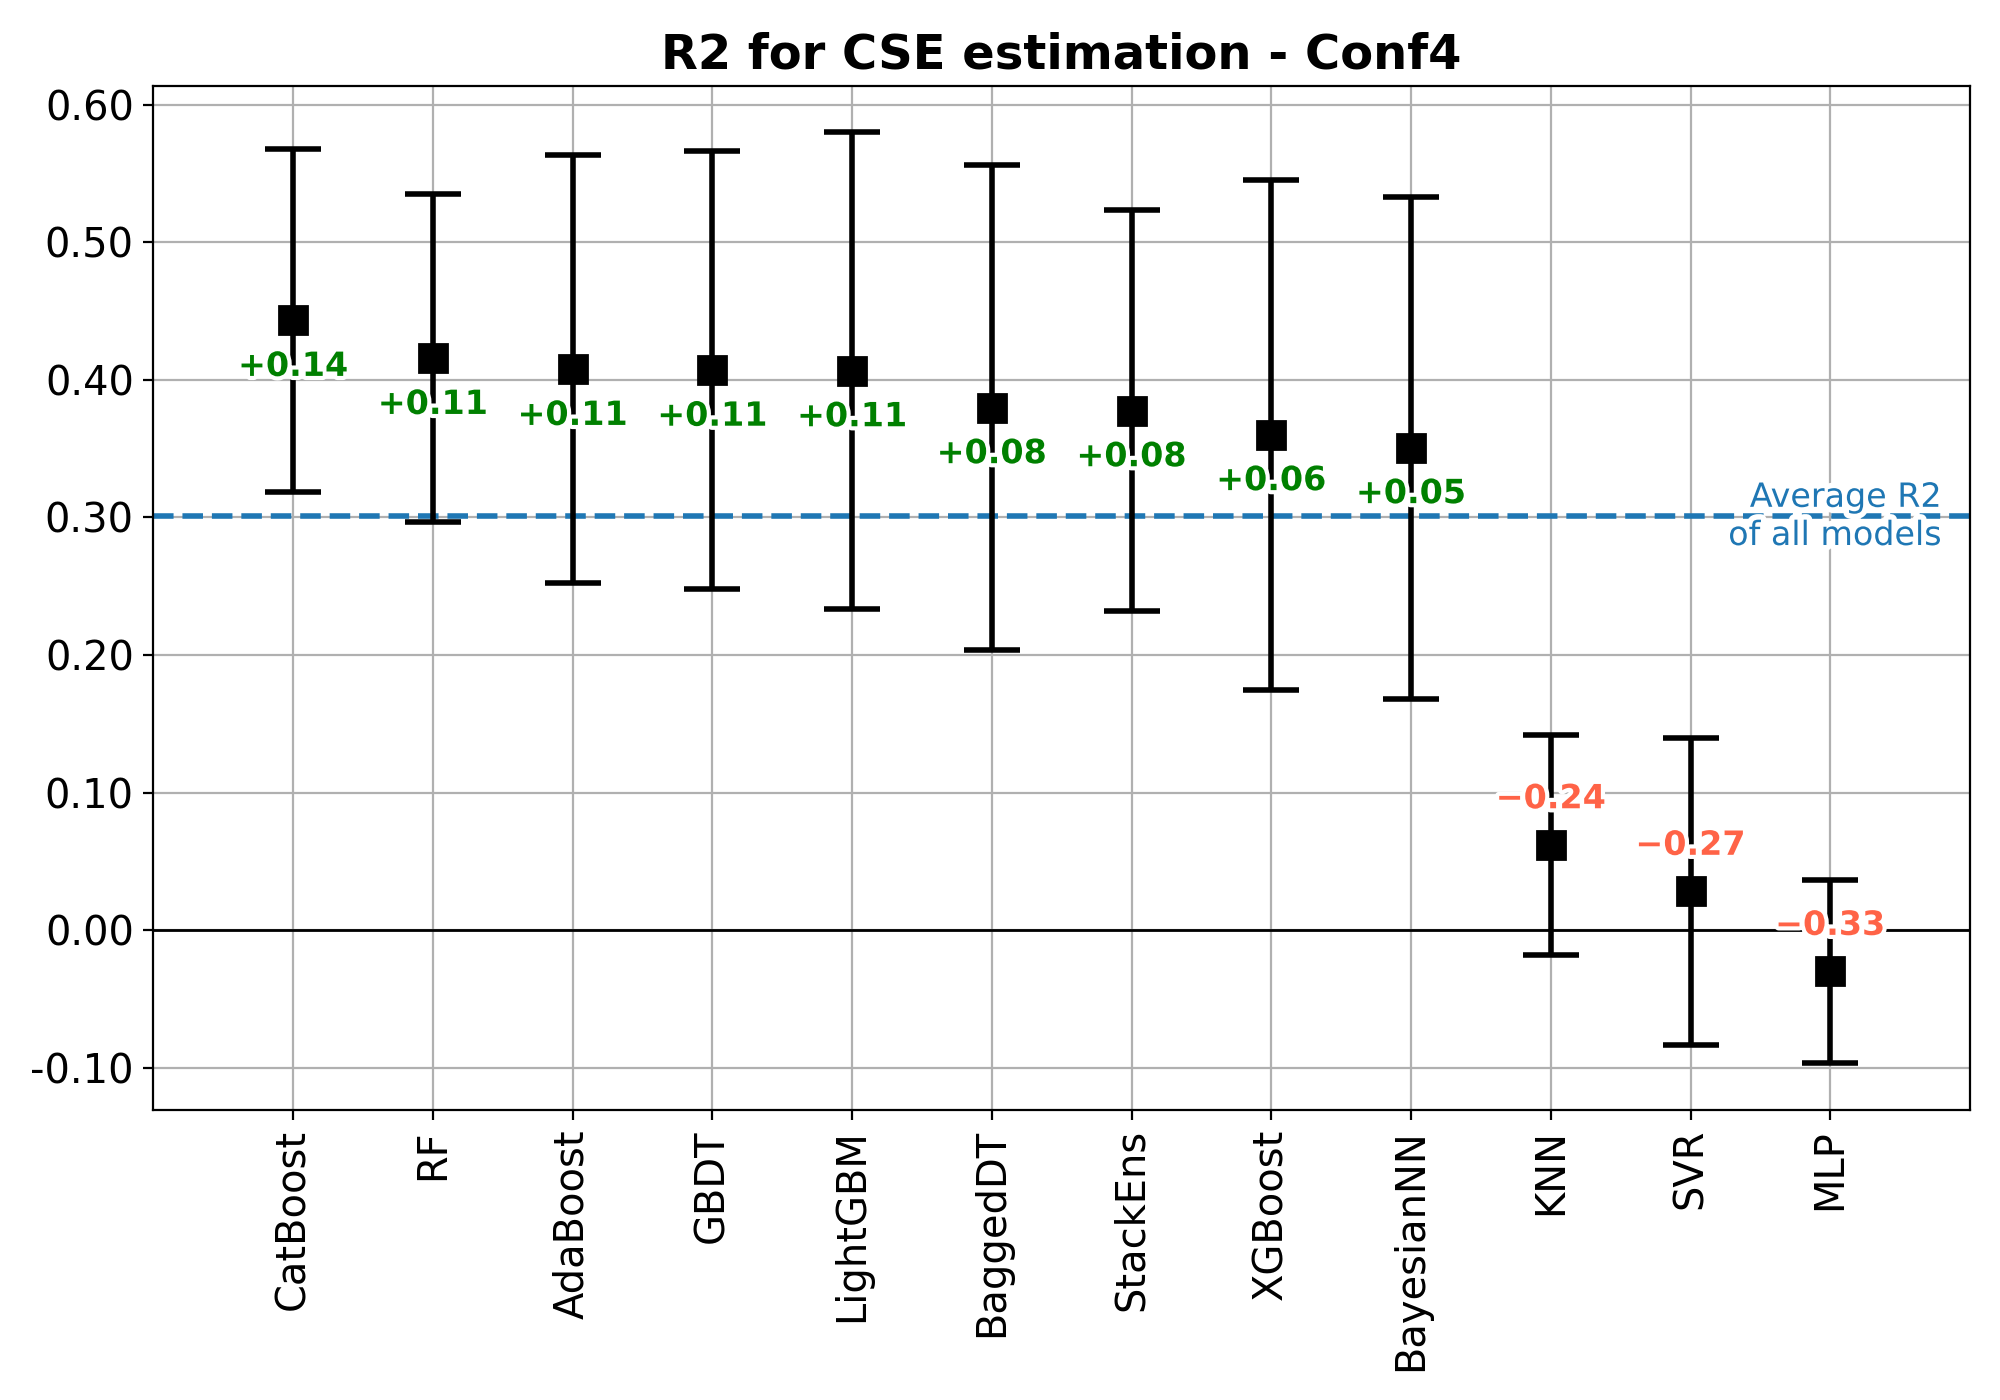 R2 for CSE estimation - Conf4
0.60
0.50
0.40
0.30
0.20
0.10
0.00
-0.10
+0.14
+0.11
+0.11
+0.11
+0.11
+0.08
+0.08
+0.06
+0.05
−0.24
−0.27
−0.33
Average R2
of all models
CatBoost
RF
AdaBoost
GBDT
LightGBM
BaggedDT
StackEns
XGBoost
BayesianNN
KNN
SVR
MLP